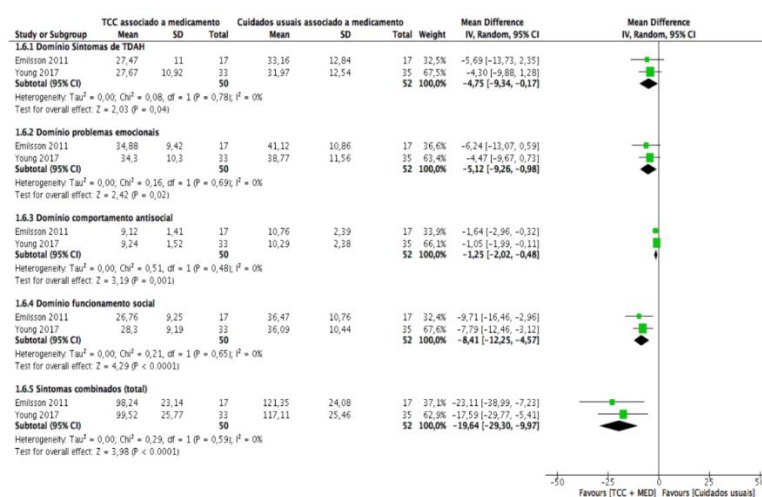 TCC associado a medicamento Cuidados usuais associado a medicamento Mean Difference Mean Difference
Study or Subgroup Mean SD Total Mean SD Total Weight IV, Random, 95% CI IV, Random, 95% CI
1.6.1 Domínio Sintomas de TDAH
Emilsson 2011 27,47 11 17 33,16 12,84 17 32,5% -5,69 [-13,73, 2,35]
Young 2017 27,67 10,92 33 31,97 12,54 35 67,5% -4,30 [-9,88, 1,28]
Subtotal (95% CI) 50 52 100,0% -4,75 [-9,34, -0,17]
Heterogeneity: Tau² = 0,00; Chi² = 0,08, df = 1 (P = 0,78); I² = 0%
Test for overall effect: Z = 2,03 (P = 0,04)
1.6.2 Domínio problemas emocionais
Emilsson 2011 34,88 9,42 17 41,12 10,86 17 36,6% -6,24 [-13,07, 0,59]
Young 2017 34,3 10,3 33 38,77 11,56 35 63,4% -4,47 [-9,67, 0,73]
Subtotal (95% CI) 50 52 100,0% -5,12 [-9,26, -0,98]
Heterogeneity: Tau² = 0,00; Chi² = 0,16, df = 1 (P = 0,69); I² = 0%
Test for overall effect: Z = 2,42 (P = 0,02)
1.6.3 Domínio comportamento antisocial
Emilsson 2011 9,12 1,41 17 10,76 2,39 17 33,9% -1,64 [-2,96, -0,32]
Young 2017 9,24 1,52 33 10,29 2,38 35 66,1% -1,05 [-1,99, -0,11]
Subtotal (95% CI) 50 52 100,0% -1,25 [-2,02, -0,48]
Heterogeneity: Tau² = 0,00; Chi² = 0,51, df = 1 (P = 0,48); I² = 0%
Test for overall effect: Z = 3,19 (P = 0,001)
1.6.4 Domínio funcionamento social
Emilsson 2011 26,76 9,25 17 36,47 10,76 17 32,4% -9,71 [-16,46, -2,96]
Young 2017 28,3 9,19 33 36,09 10,44 35 67,6% -7,79 [-12,46, -3,12]
Subtotal (95% CI) 50 52 100,0% -8,41 [-12,25, -4,57]
Heterogeneity: Tau² = 0,00; Chi² = 0,21, df = 1 (P = 0,65); I² = 0%
Test for overall effect: Z = 4,29 (P < 0.0001)
1.6.5 Sintomas combinados (total)
Emilsson 2011 98,24 23,14 17 121,35 24,08 17 37,1% -23,11 [-38,99, -7,23]
Young 2017 99,52 25,77 33 117,11 25,46 35 62,9% -17,59 [-29,77, -5,41]
Subtotal (95% CI) 50 52 100,0% -19,64 [-29,30, -9,97]
Heterogeneity: Tau² = 0,00; Chi² = 0,29, df = 1 (P = 0,59); I² = 0%
Test for overall effect: Z = 3,98 (P < 0.0001)
-50 -25 0 25 50
Favours [TCC + MED] Favours [Cuidados usuais]